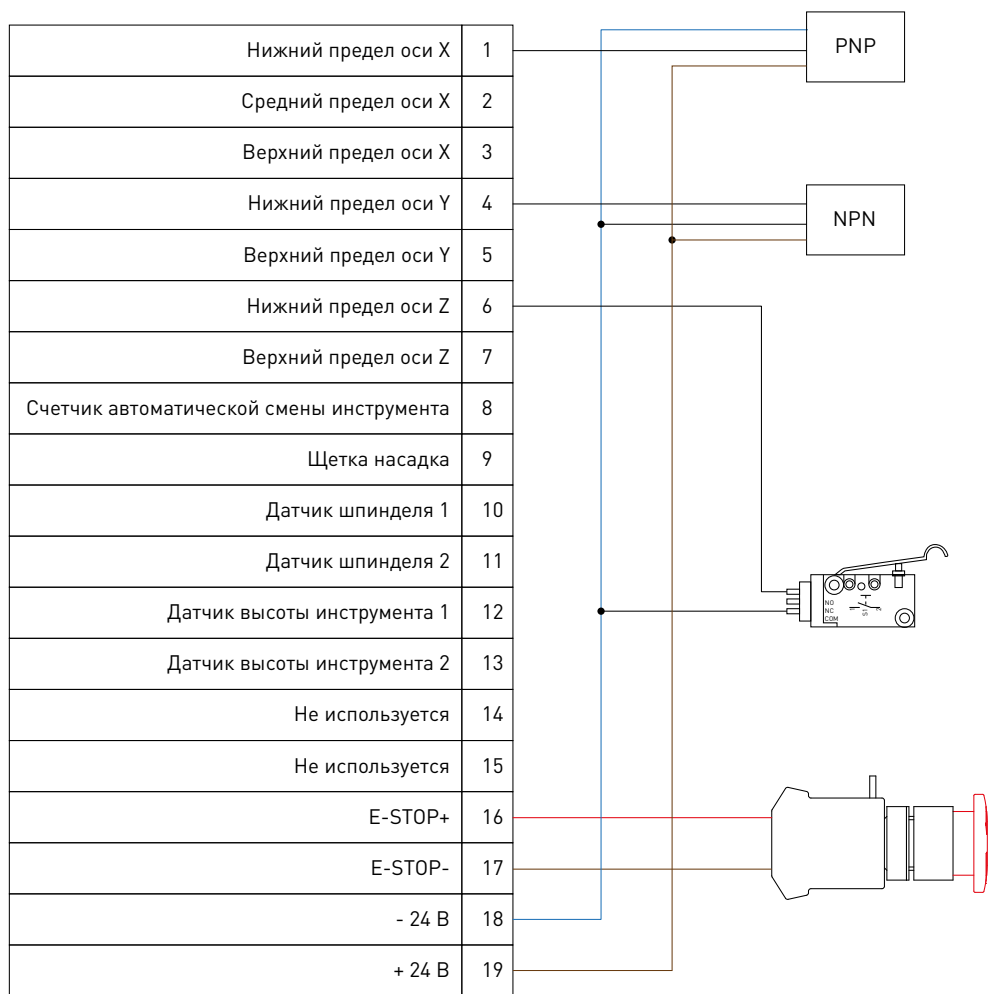 Нижний предел оси X 1
Средний предел оси X 2
Верхний предел оси X 3
Нижний предел оси Y 4
Верхний предел оси Y 5
Нижний предел оси Z 6
Верхний предел оси Z 7
Счетчик автоматической смены инструмента 8
Щетка насадка 9
Датчик шпинделя 1 10
Датчик шпинделя 2 11
Датчик высоты инструмента 1 12
Датчик высоты инструмента 2 13
Не используется 14
Не используется 15
E-STOP+ 16
E-STOP- 17
- 24 В 18
+ 24 В 19
PNP
NPN
NO
NC
COM
S1